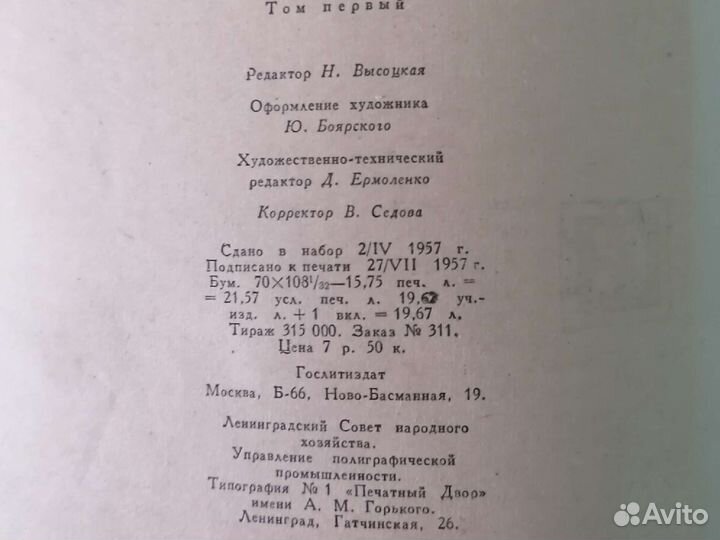 Том первый
Редактор Н. Высоцкая
Оформление художника
Ю. Боярского
Художественно-технический
редактор Д. Ермоленко
Корректор В. Седова
Сдано в набор 2/IV 1957 г.
Подписано к печати 27/VII 1957 г.
Бум. 70×108¹/₃₂—15,75 печ. л. =
= 21,57 усл. печ. л. 19,62 уч.-
изд. л. + 1 вкл. = 19,67 л.
Тираж 315 000. Заказ № 311.
Цена 7 р. 50 к.
Гослитиздат
Москва, Б-66, Ново-Басманная, 19.
Ленинградский Совет народного
хозяйства.
Управление полиграфической
промышленности.
Типография № 1 «Печатный Двор»
имени А. М. Горького.
Ленинград, Гатчинская, 26.
Avito